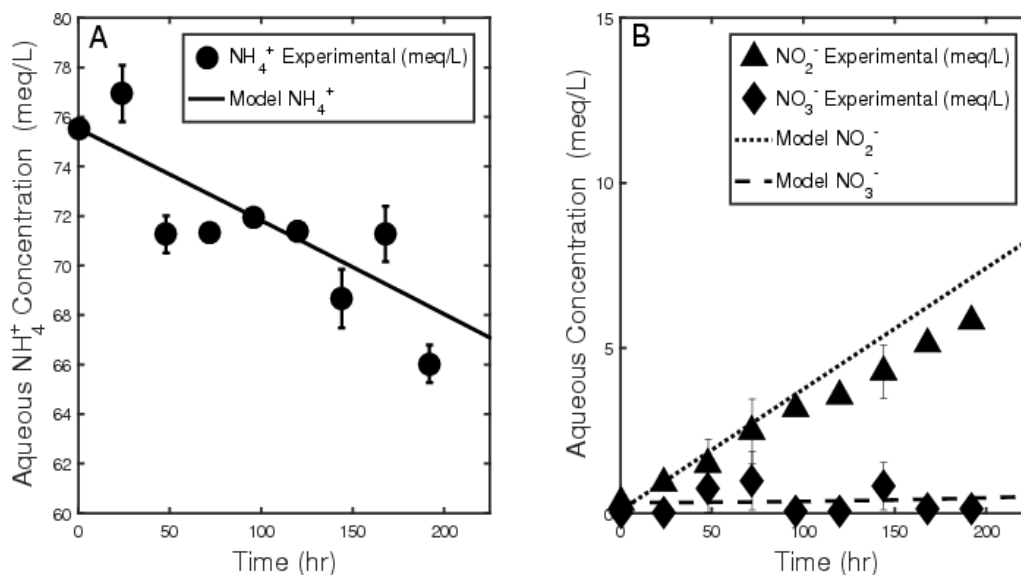 A
NH₄⁺ Experimental (meq/L)
Model NH₄⁺
Aqueous NH₄⁺ Concentration (meq/L)
80
78
76
74
72
70
68
66
64
62
60
0
50
100
150
200
Time (hr)
B
NO₂⁻ Experimental (meq/L)
NO₃⁻ Experimental (meq/L)
Model NO₂⁻
Model NO₃⁻
Aqueous Concentration (meq/L)
15
10
5
0
0
50
100
150
200
Time (hr)